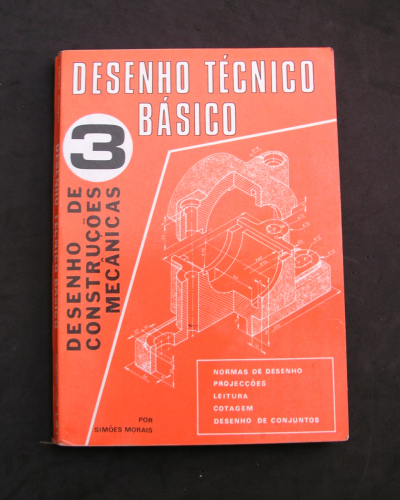 DESENHO TÉCNICO
BÁSICO
3
DESENHO DE
CONSTRUÇÕES
MECÂNICAS
NORMAS DE DESENHO
PROJECÇÕES
LEITURA
COTAGEM
DESENHO DE CONJUNTOS
POR
SIMÕES MORAIS